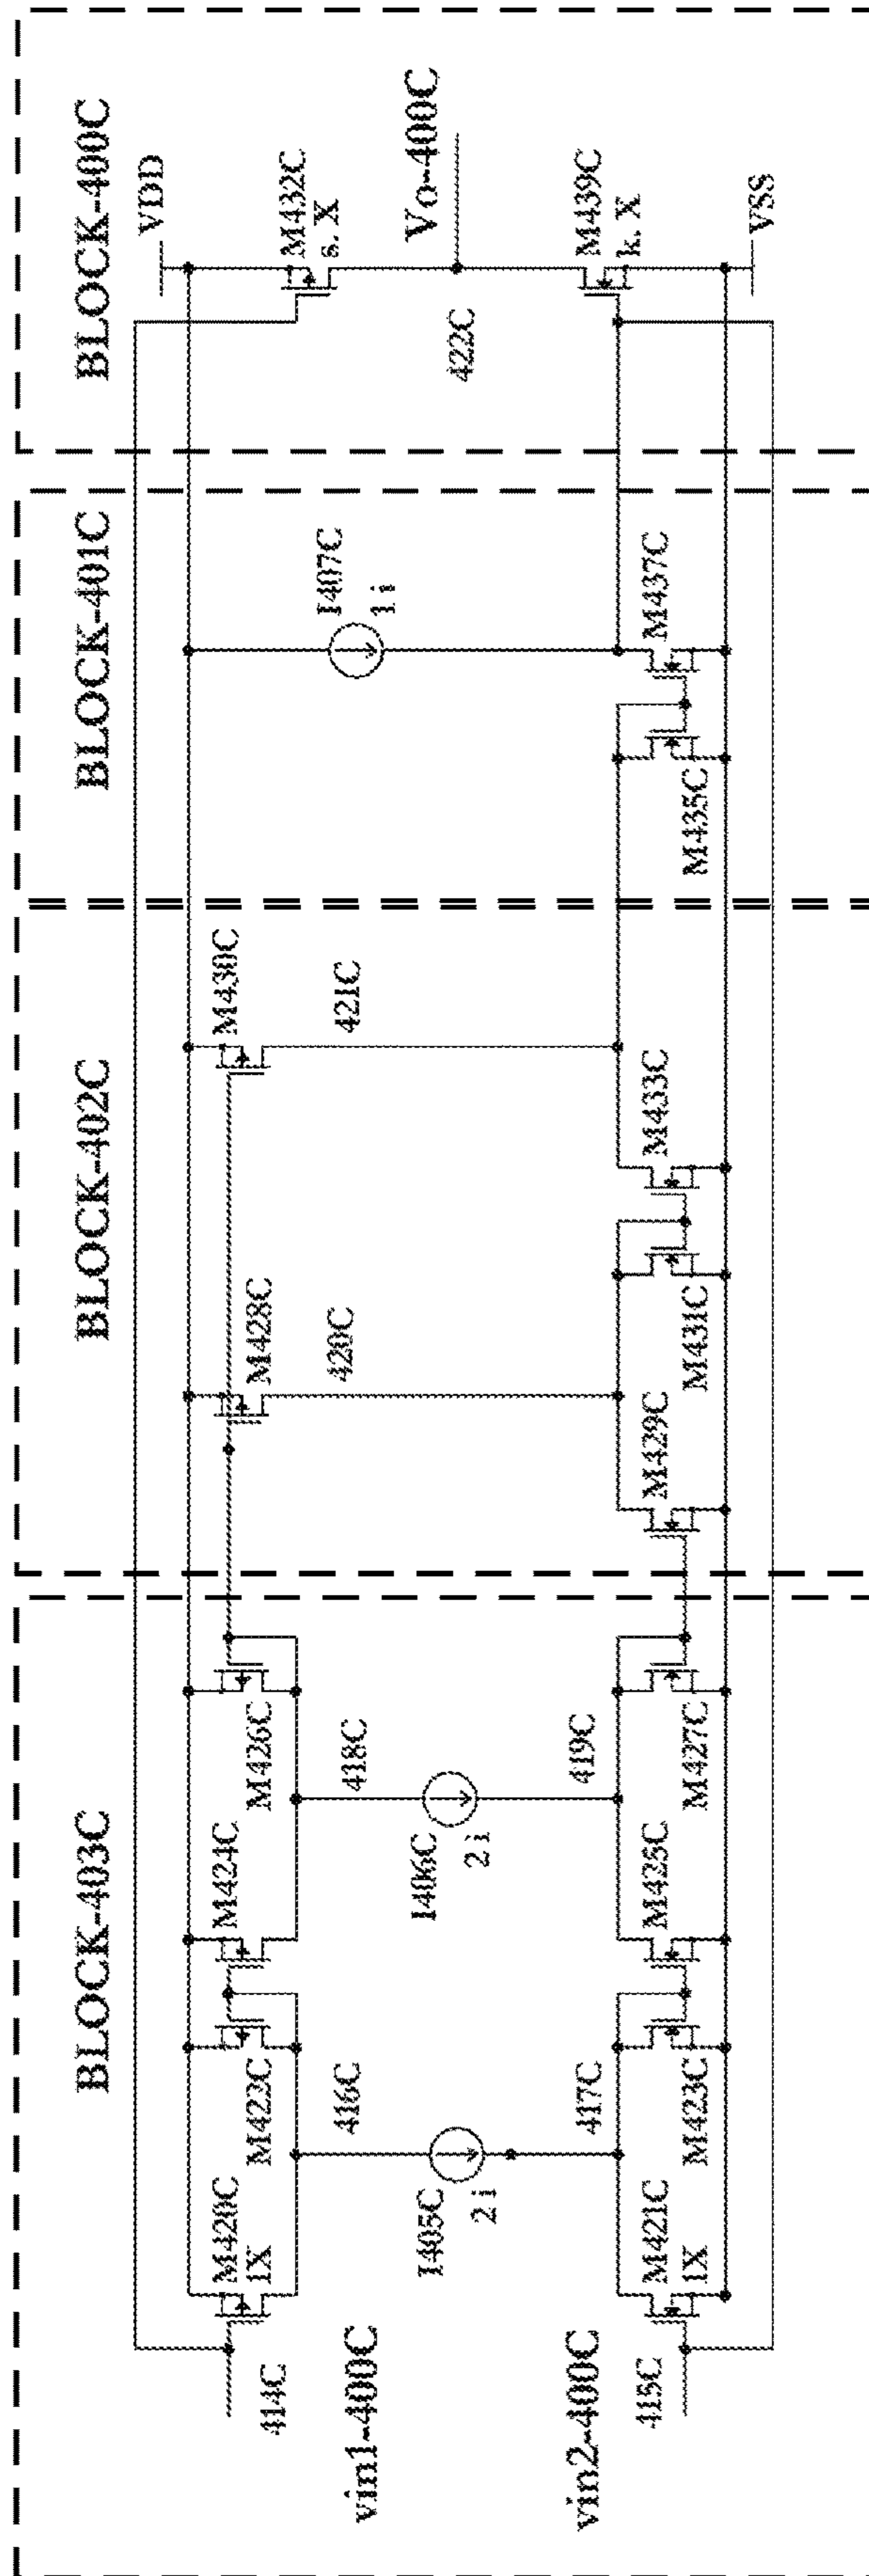 BLOCK-403C
BLOCK-402C
BLOCK-401C
BLOCK-400C
VDD
M420C
1X
M422C
M424C
M426C
M428C
M430C
M432C
s. X
414C
vin1-400C
416C
418C
420C
421C
I405C
2 i
I406C
2 i
I407C
1 i
Vo-400C
422C
vin2-400C
415C
417C
419C
M421C
1X
M423C
M425C
M427C
M429C
M431C
M433C
M435C
M437C
M439C
k. X
VSS